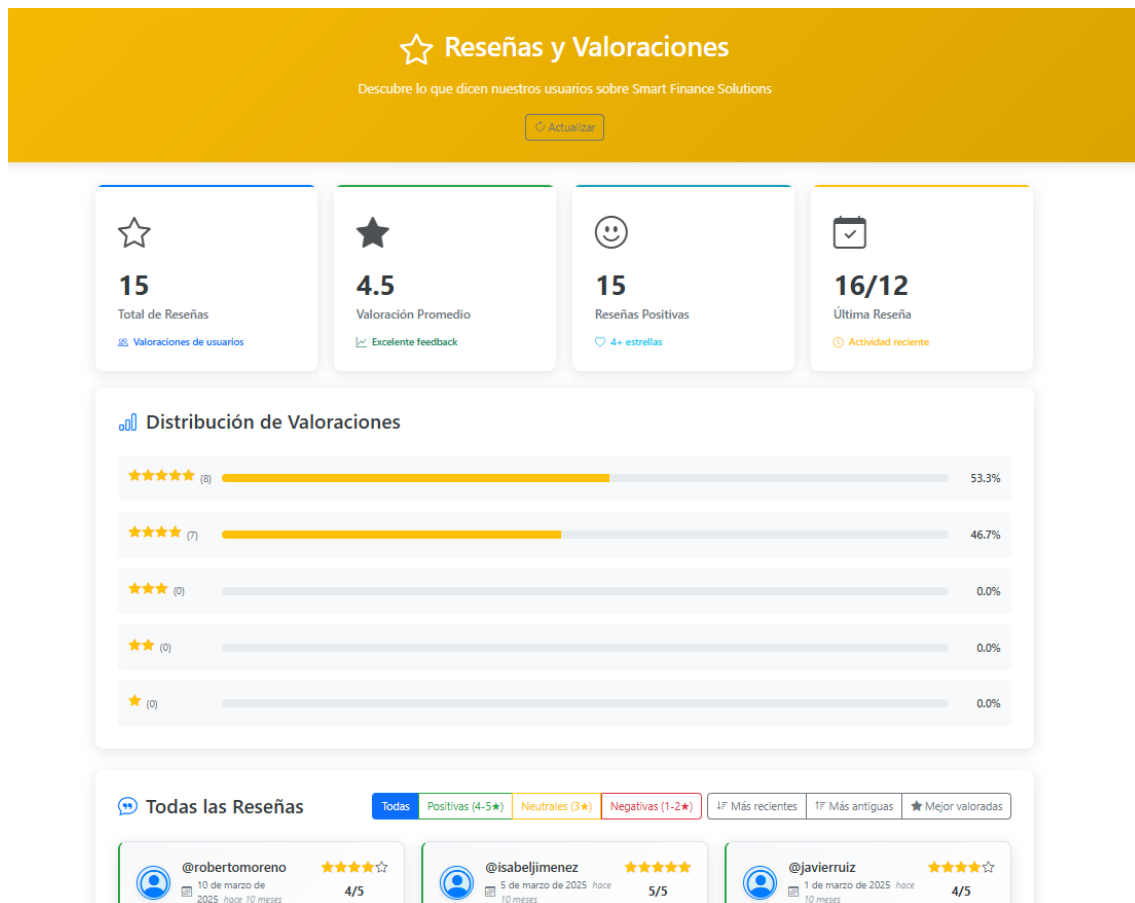 Reseñas y Valoraciones
Descubre lo que dicen nuestros usuarios sobre Smart Finance Solutions
Actualizar
15
Total de Reseñas
Valoraciones de usuarios
4.5
Valoración Promedio
Excelente feedback
15
Reseñas Positivas
4+ estrellas
16/12
Última Reseña
Actividad reciente
Distribución de Valoraciones
(8) 53.3%
(7) 46.7%
(0) 0.0%
(0) 0.0%
(0) 0.0%
Todas las Reseñas
Todas Positivas (4-5★) Neutrales (3★) Negativas (1-2★) Más recientes Más antiguas Mejor valoradas
@robertomoreno
10 de marzo de
2025 hace 10 meses
4/5
@isabeljimenez
5 de marzo de 2025 hace
10 meses
5/5
@javierruiz
1 de marzo de 2025 hace
10 meses
4/5